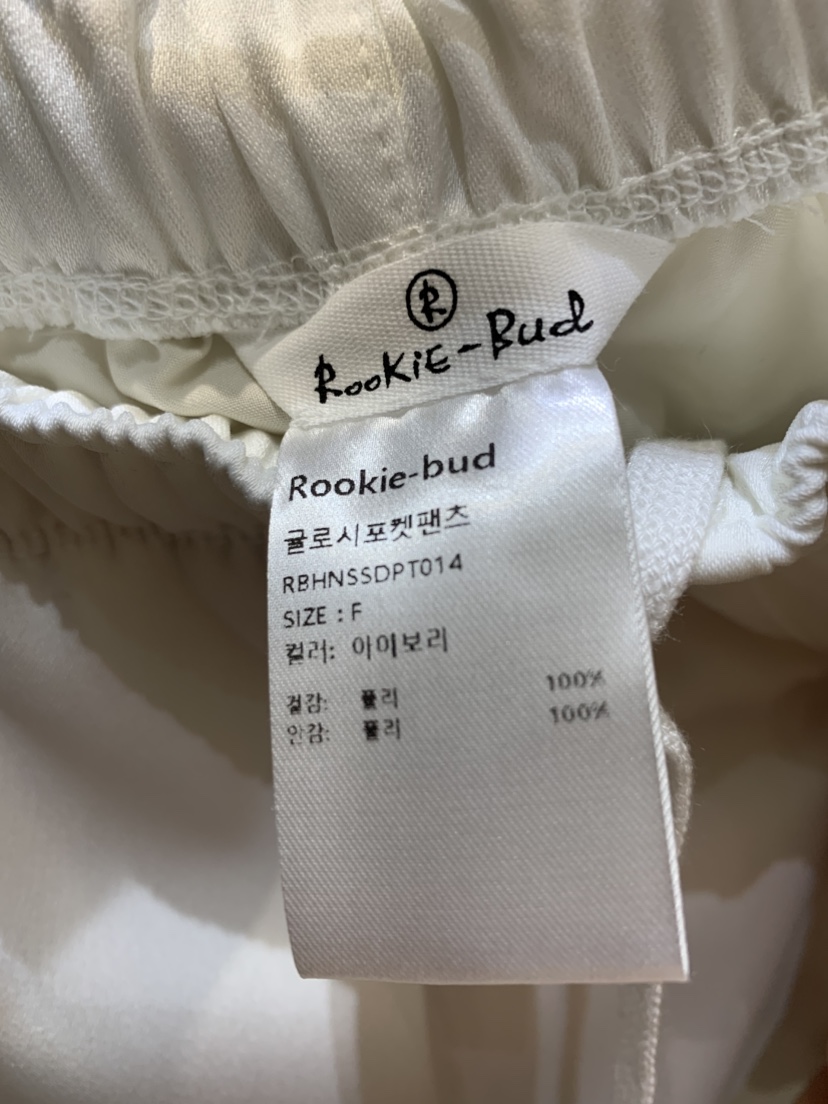 R
RooKiE-Bud
Rookie-bud
귤로시포켓팬츠
RBHNSSDPT014
SIZE : F
컬러: 아이보리
겉감: 폴리 100%
안감: 폴리 100%